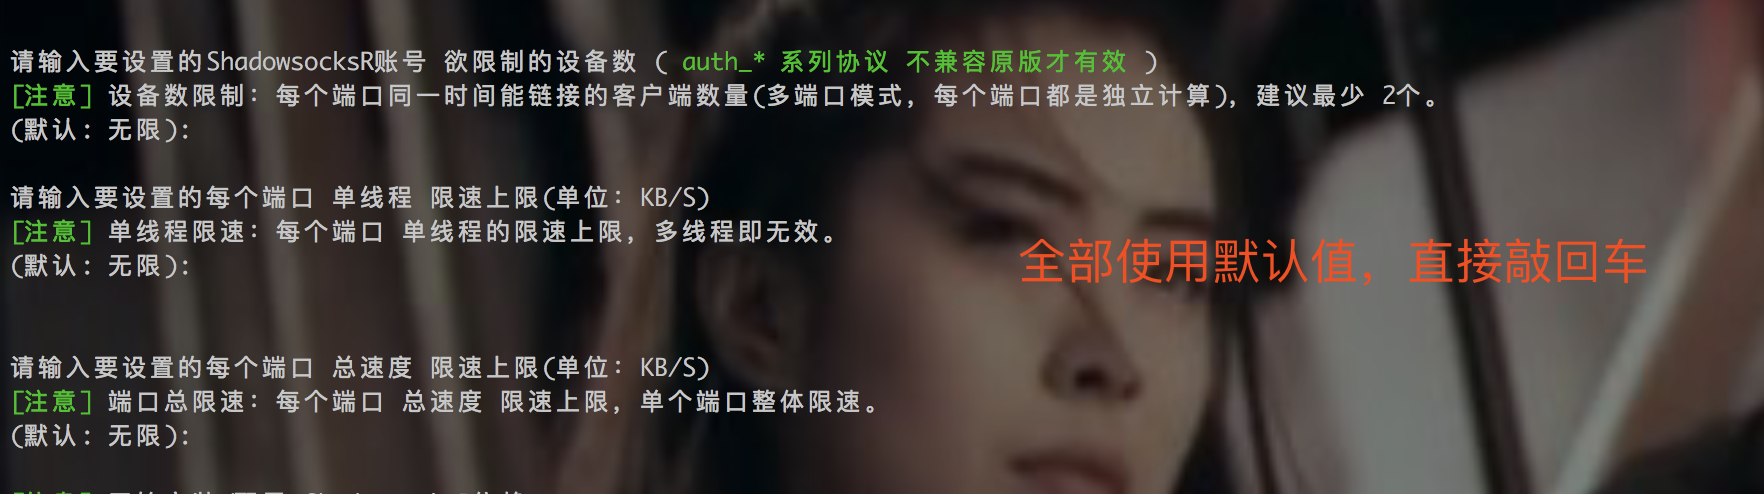 请输入要设置的ShadowsocksR账号 欲限制的设备数 ( auth_* 系列协议 不兼容原版才有效 )
[注意] 设备数限制：每个端口同一时间能链接的客户端数量(多端口模式，每个端口都是独立计算)，建议最少 2个。
(默认: 无限):
请输入要设置的每个端口 单线程 限速上限(单位：KB/S)
[注意] 单线程限速：每个端口 单线程的限速上限，多线程即无效。
(默认: 无限):
全部使用默认值，直接敲回车
请输入要设置的每个端口 总速度 限速上限(单位：KB/S)
[注意] 端口总限速：每个端口 总速度 限速上限，单个端口整体限速。
(默认: 无限):